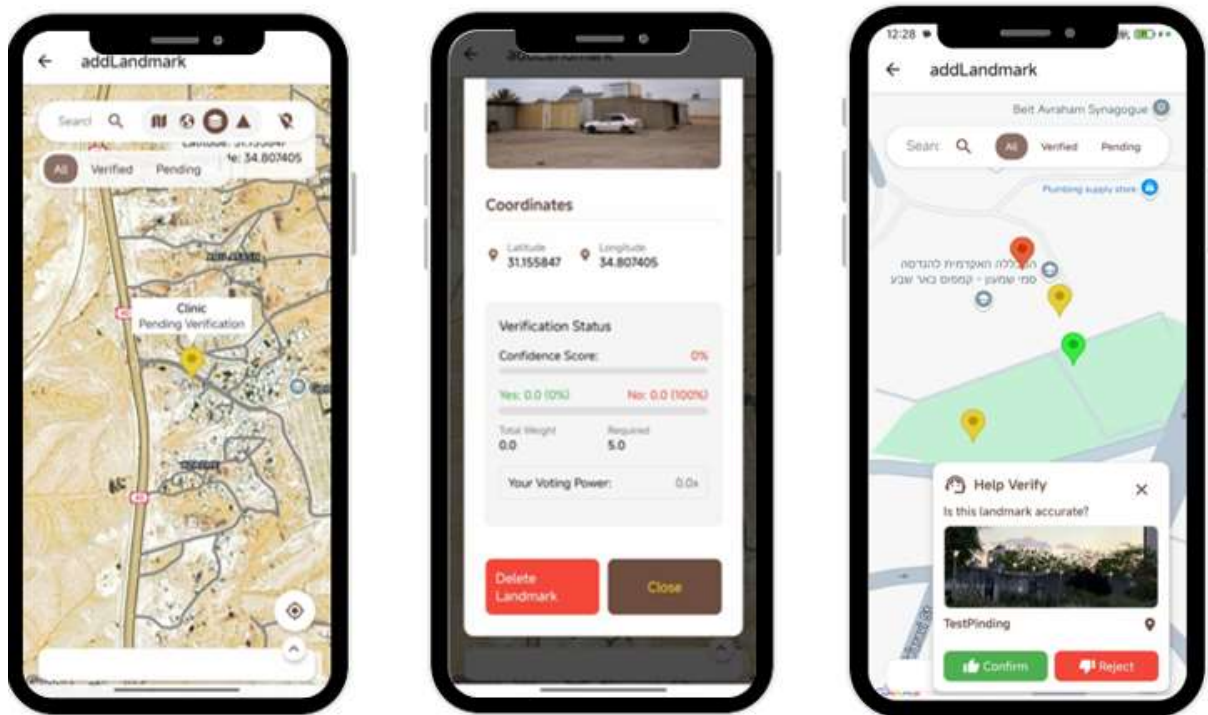 addLandmark
Search
Latitude: 31.155847
de: 34.807405
All Verified Pending
Clinic
Pending Verification
40
40
Coordinates
Latitude
31.155847
Longitude
34.807405
Verification Status
Confidence Score: 0%
Yes: 0.0 (0%) No: 0.0 (100%)
Total Weight Required
0.0 5.0
Your Voting Power: 0.0x
Delete
Landmark
Close
12:28
addLandmark
Beit Avraham Synagogue
Searc
All Verified Pending
Plumbing supply store
המכללה האקדמית להנדסה
סמי שמעון - קמפוס באר שבע
Help Verify
Is this landmark accurate?
TestPinding
Confirm Reject